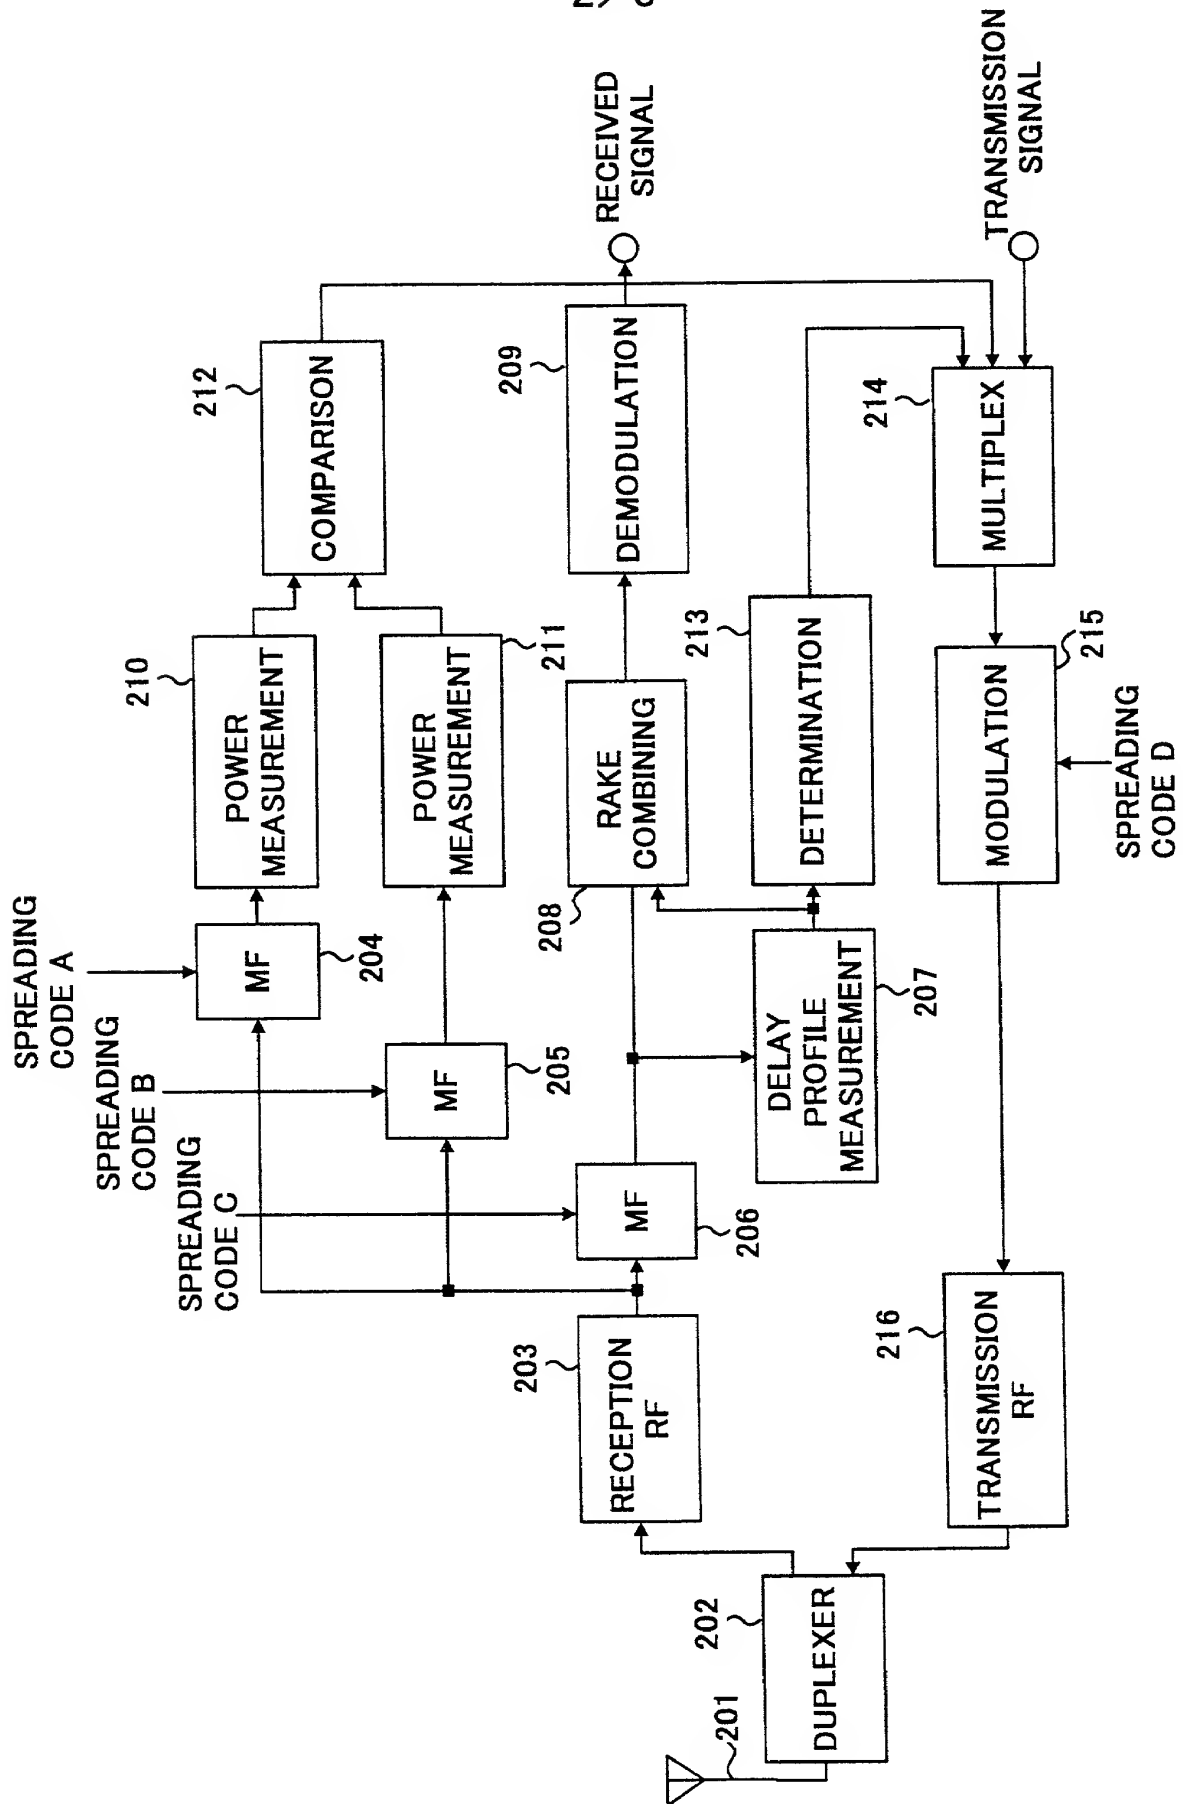 2/8
SPREADING
CODE A
SPREADING
CODE B
SPREADING
CODE C
MF
204
MF
205
MF
206
POWER
MEASUREMENT
210
POWER
MEASUREMENT
211
COMPARISON
212
RECEPTION
RF
203
RAKE
COMBINING
208
DEMODULATION
209
RECEIVED
SIGNAL
DELAY
PROFILE
MEASUREMENT
207
DETERMINATION
213
MULTIPLEX
214
TRANSMISSION
SIGNAL
MODULATION
215
SPREADING
CODE D
TRANSMISSION
RF
216
DUPLEXER
202
201